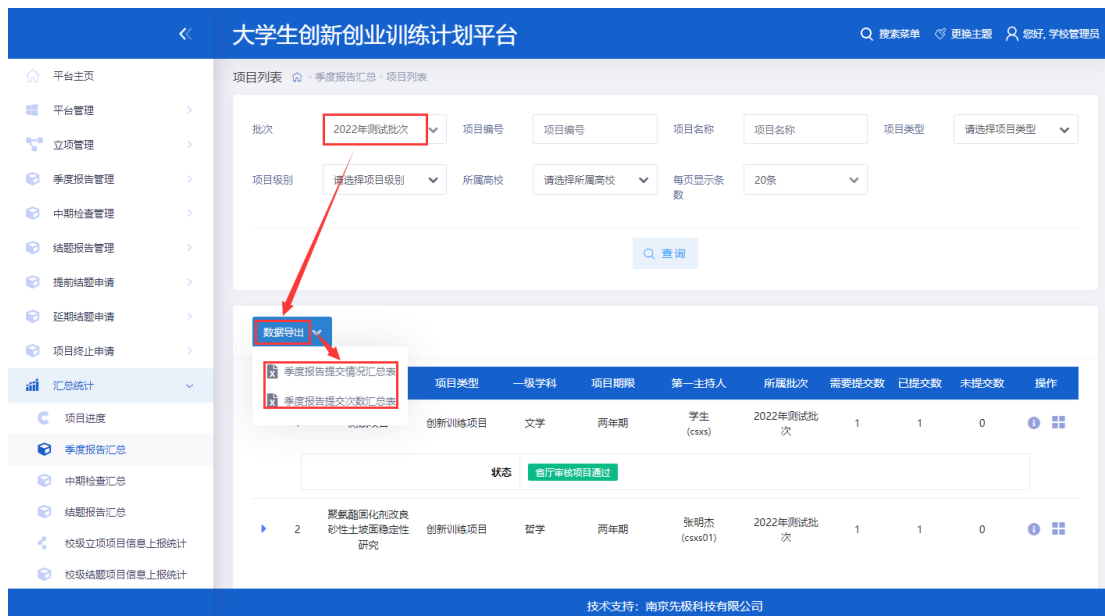 大学生创新创业训练计划平台
搜索菜单
更换主题
您好, 学校管理员
平台主页
平台管理
立项管理
季度报告管理
中期检查管理
结题报告管理
提前结题申请
延期结题申请
项目终止申请
汇总统计
项目进度
季度报告汇总
中期检查汇总
结题报告汇总
校级立项项目信息上报统计
校级结题项目信息上报统计
项目列表 季度报告汇总 项目列表
批次 2022年测试批次 项目编号 项目编号 项目名称 项目名称 项目类型 请选择项目类型
项目级别 请选择项目级别 所属高校 请选择所属高校 每页显示条 20条
数
查询
数据导出
季度报告提交情况汇总表
季度报告提交次数汇总表
项目类型 一级学科 项目期限 第一主持人 所属批次 需要提交数 已提交数 未提交数 操作
创新训练项目 文学 两年期 学生 2022年测试批 1 1 0
(csxs) 次
状态 省厅审核项目通过
聚氨酯固化剂改良
2 砂性土坡面稳定性 创新训练项目 哲学 两年期 张明杰 2022年测试批 1 1 0
研究 (csxs01) 次
技术支持：南京先极科技有限公司